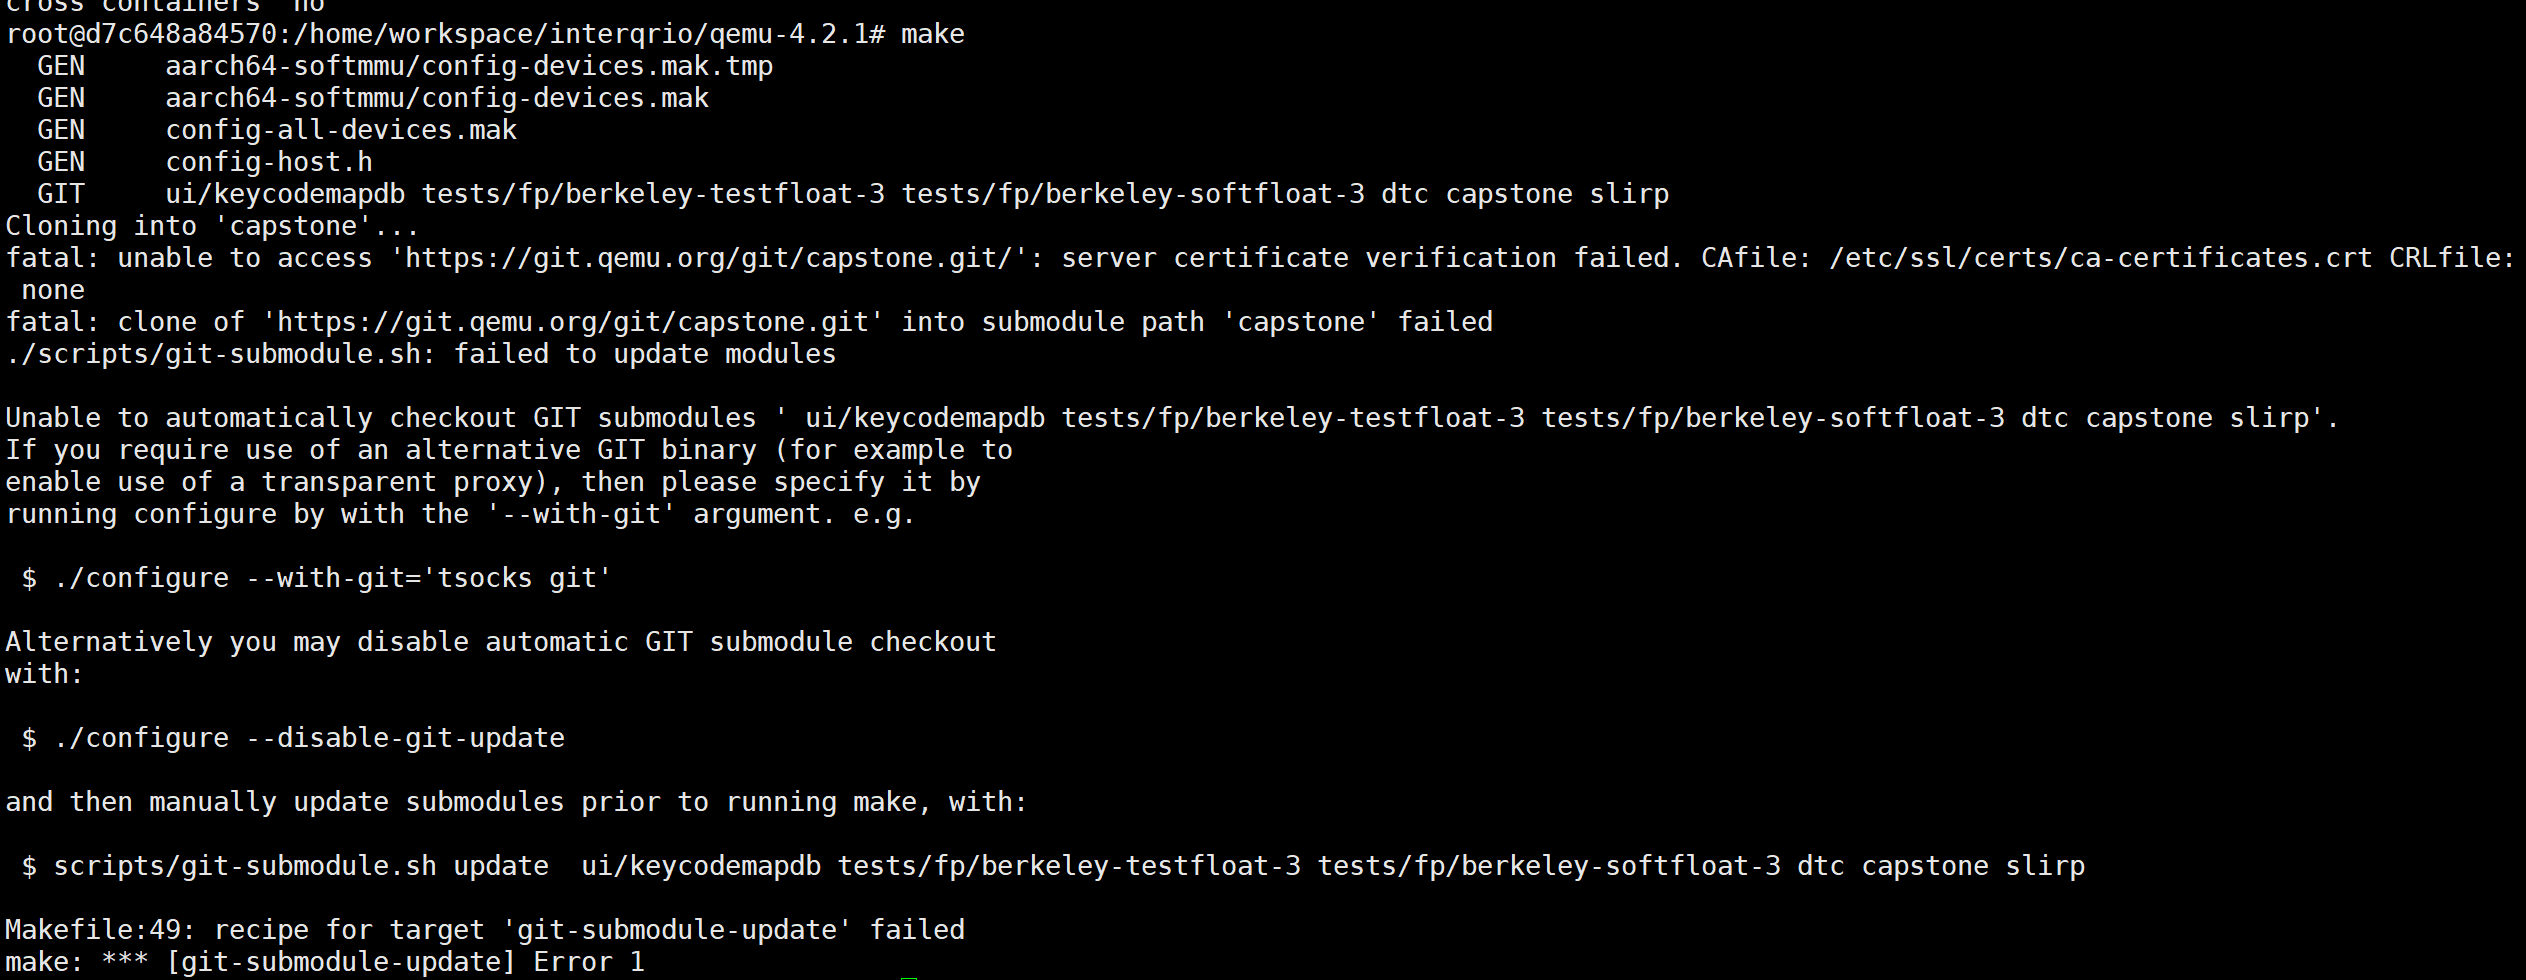 cross containers  no
root@d7c648a84570:/home/workspace/interqrio/qemu-4.2.1# make
  GEN     aarch64-softmmu/config-devices.mak.tmp
  GEN     aarch64-softmmu/config-devices.mak
  GEN     config-all-devices.mak
  GEN     config-host.h
  GIT     ui/keycodemapdb tests/fp/berkeley-testfloat-3 tests/fp/berkeley-softfloat-3 dtc capstone slirp
Cloning into 'capstone'...
fatal: unable to access 'https://git.qemu.org/git/capstone.git/': server certificate verification failed. CAfile: /etc/ssl/certs/ca-certificates.crt CRLfile:
 none
fatal: clone of 'https://git.qemu.org/git/capstone.git' into submodule path 'capstone' failed
./scripts/git-submodule.sh: failed to update modules

Unable to automatically checkout GIT submodules ' ui/keycodemapdb tests/fp/berkeley-testfloat-3 tests/fp/berkeley-softfloat-3 dtc capstone slirp'.
If you require use of an alternative GIT binary (for example to
enable use of a transparent proxy), then please specify it by
running configure by with the '--with-git' argument. e.g.

 $ ./configure --with-git='tsocks git'

Alternatively you may disable automatic GIT submodule checkout
with:

 $ ./configure --disable-git-update

and then manually update submodules prior to running make, with:

 $ scripts/git-submodule.sh update  ui/keycodemapdb tests/fp/berkeley-testfloat-3 tests/fp/berkeley-softfloat-3 dtc capstone slirp

Makefile:49: recipe for target 'git-submodule-update' failed
make: *** [git-submodule-update] Error 1